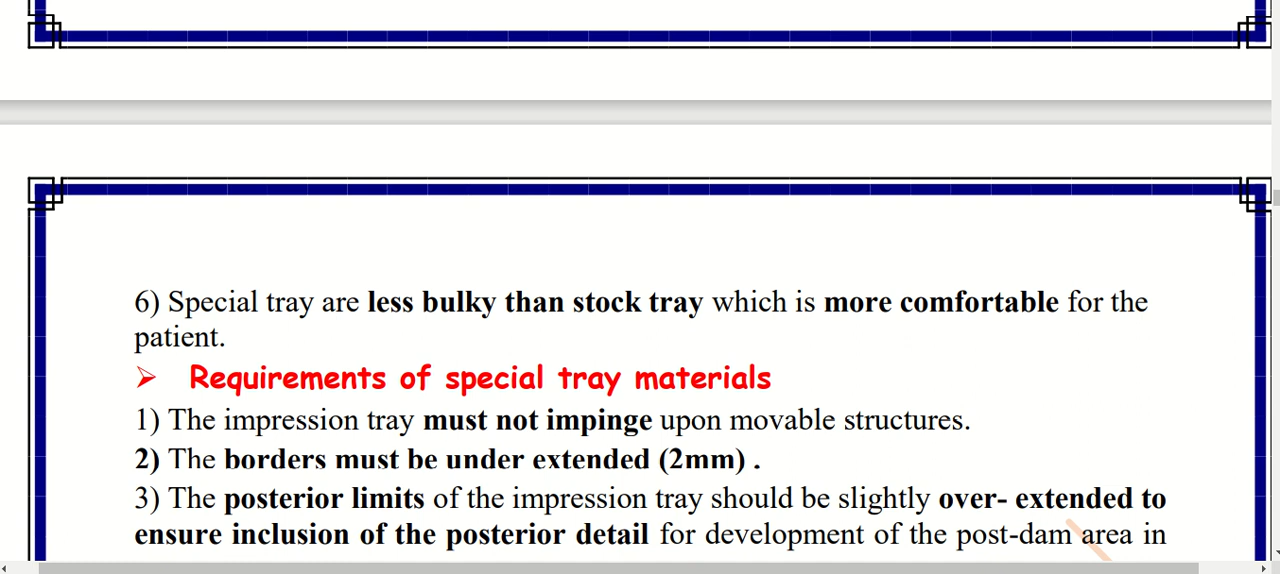 6) Special tray are less bulky than stock tray which is more comfortable for the
patient.
➢ Requirements of special tray materials
1) The impression tray must not impinge upon movable structures.
2) The borders must be under extended (2mm) .
3) The posterior limits of the impression tray should be slightly over- extended to
ensure inclusion of the posterior detail for development of the post-dam area in